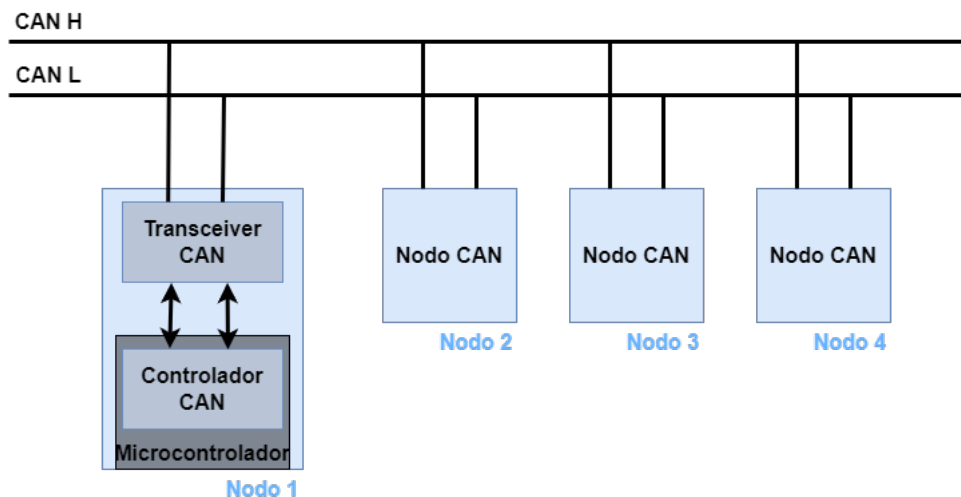 CAN H
CAN L
Transceiver
CAN
Nodo CAN
Nodo CAN
Nodo CAN
Nodo 2
Nodo 3
Nodo 4
Controlador
CAN
Microcontrolador
Nodo 1